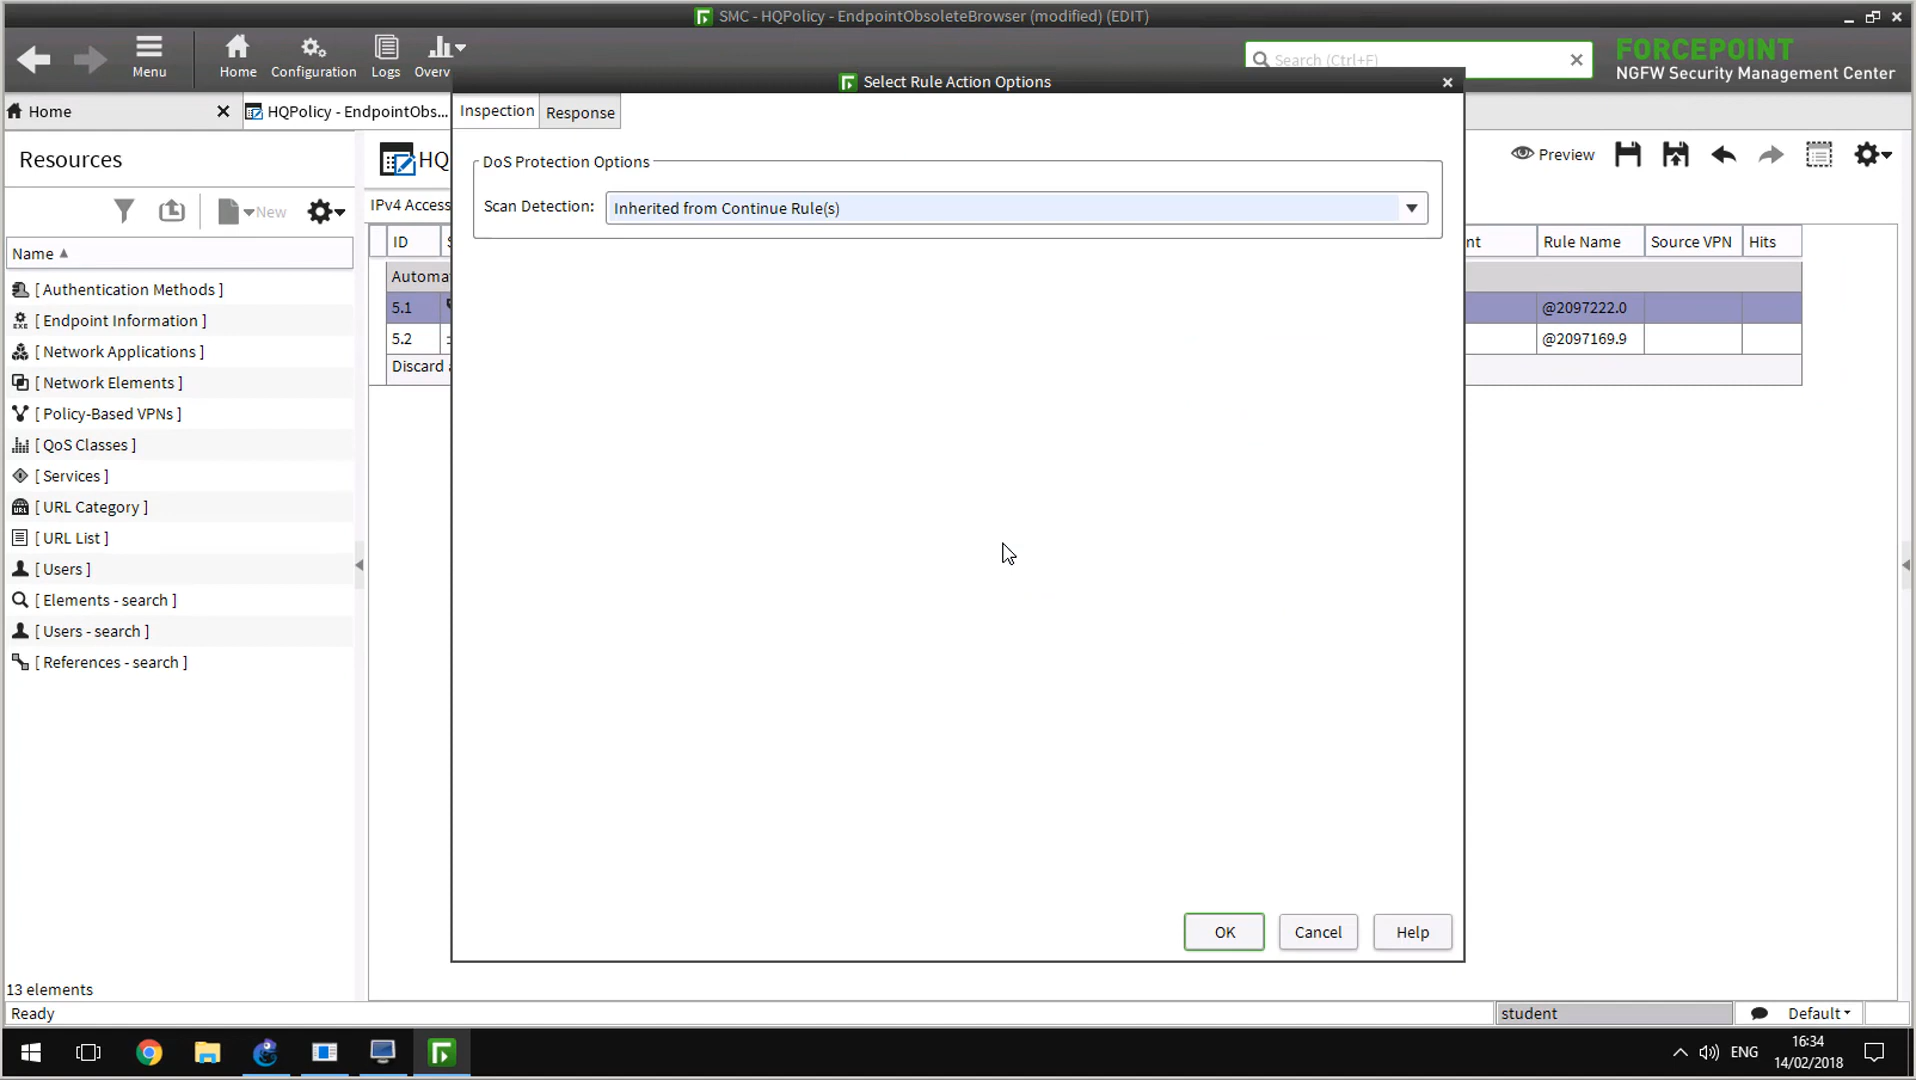 SMC - HQPolicy - EndpointObsoleteBrowser (modified) (EDIT)
Menu
Home
Configuration
Logs
Overv
Search (Ctrl+F)
FORCEPOINT
NGFW Security Management Center
Select Rule Action Options
Home
HQPolicy - EndpointObs...
Inspection
Response
Resources
HQ
Preview
DoS Protection Options
Scan Detection:
Inherited from Continue Rule(s)
New
IPv4 Access
Name
ID
nt
Rule Name
Source VPN
Hits
Automa
5.1
@2097222.0
5.2
@2097169.9
Discard
[ Authentication Methods ]
[ Endpoint Information ]
[ Network Applications ]
[ Network Elements ]
[ Policy-Based VPNs ]
[ QoS Classes ]
[ Services ]
[ URL Category ]
[ URL List ]
[ Users ]
[ Elements - search ]
[ Users - search ]
[ References - search ]
OK
Cancel
Help
13 elements
Ready
student
Default
ENG
16:34
14/02/2018